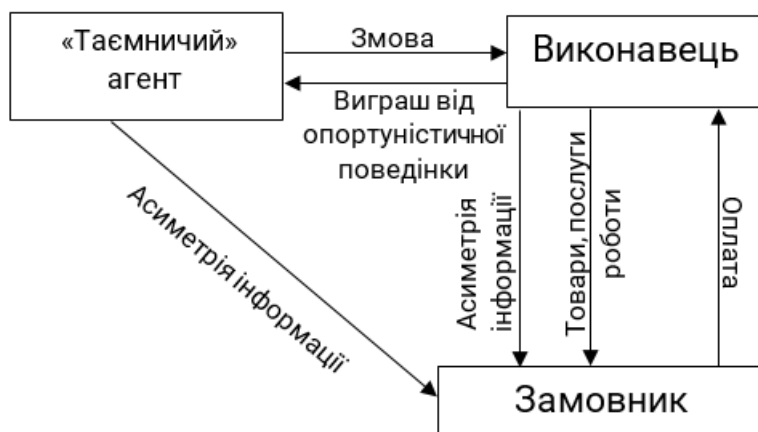 «Таємничий»
агент
Змова
Виконавець
Виграш від
опортуністичної
поведінки
Асиметрія інформації
Асиметрія
інформації
Товари, послуги
роботи
Оплата
Замовник